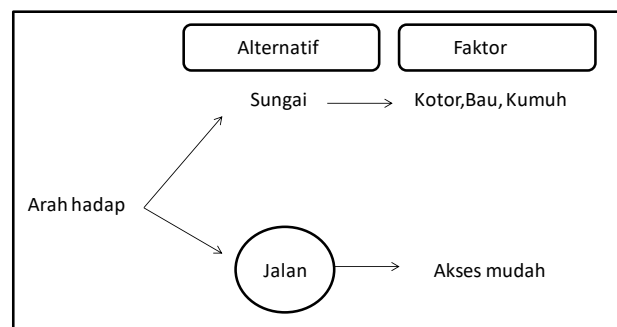 Alternatif
Faktor
Sungai
Kotor,Bau, Kumuh
Arah hadap
Jalan
Akses mudah